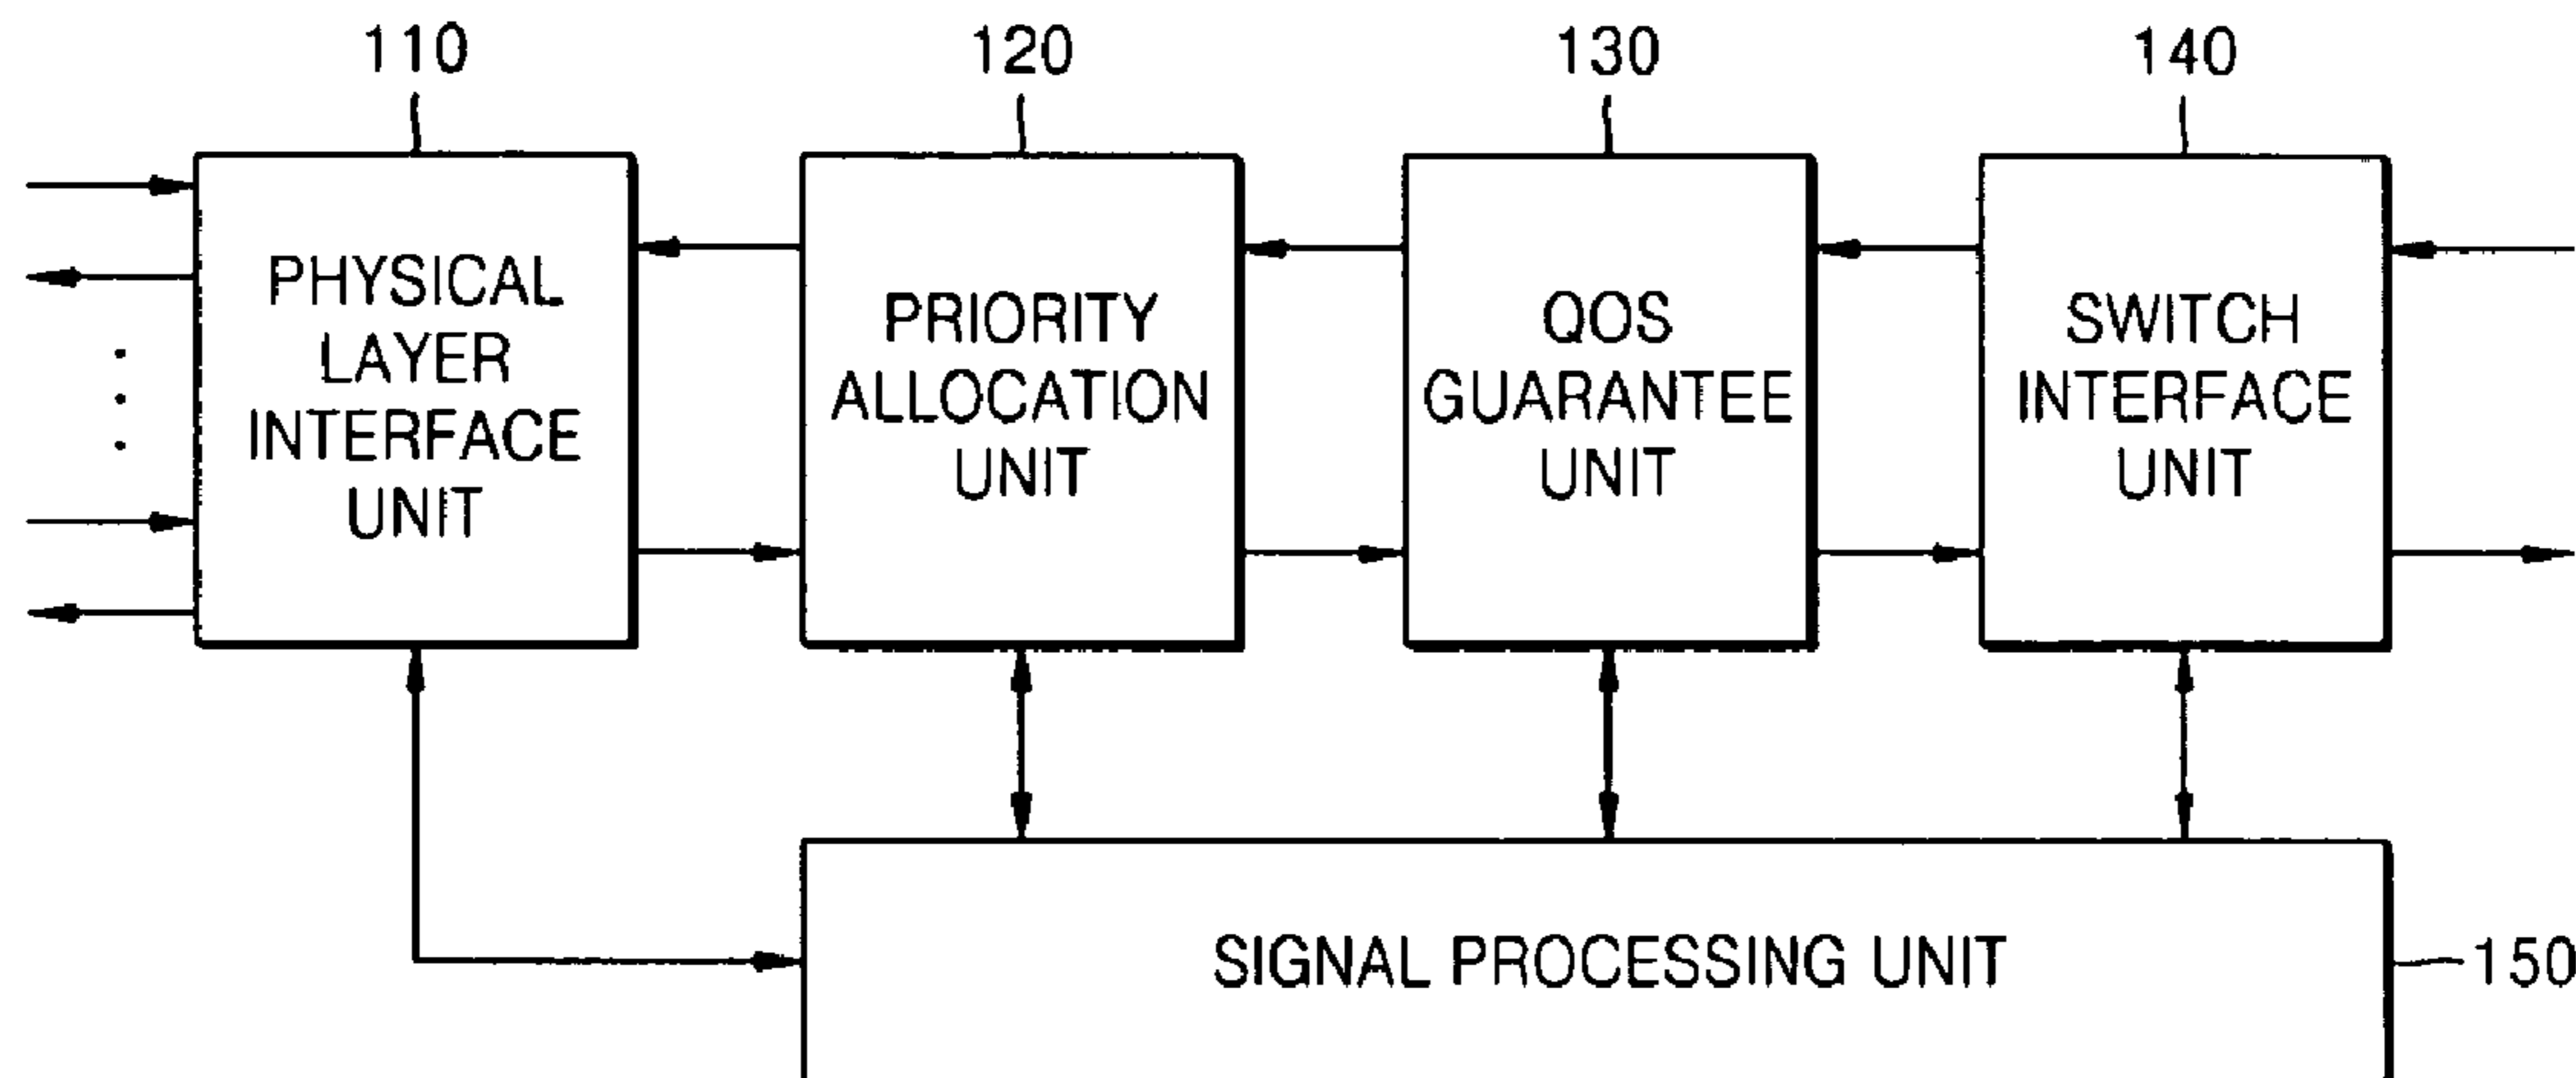 110
120
130
140
PHYSICAL
LAYER
INTERFACE
UNIT
PRIORITY
ALLOCATION
UNIT
QOS
GUARANTEE
UNIT
SWITCH
INTERFACE
UNIT
SIGNAL PROCESSING UNIT
150